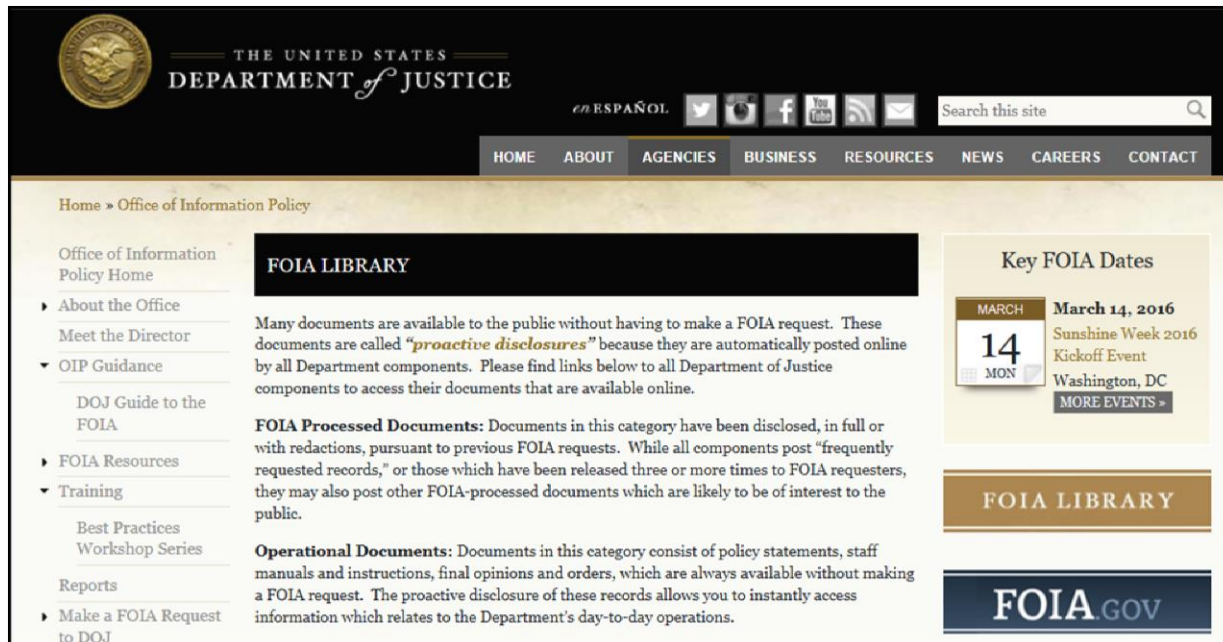 THE UNITED STATES
DEPARTMENT of JUSTICE
en ESPAÑOL
You
Tube
Search this site
HOME ABOUT AGENCIES BUSINESS RESOURCES NEWS CAREERS CONTACT
Home » Office of Information Policy
Office of Information
Policy Home
About the Office
Meet the Director
OIP Guidance
DOJ Guide to the
FOIA
FOIA Resources
Training
Best Practices
Workshop Series
Reports
Make a FOIA Request
to DOJ
FOIA LIBRARY
Many documents are available to the public without having to make a FOIA request. These
documents are called "proactive disclosures" because they are automatically posted online
by all Department components. Please find links below to all Department of Justice
components to access their documents that are available online.
FOIA Processed Documents: Documents in this category have been disclosed, in full or
with redactions, pursuant to previous FOIA requests. While all components post "frequently
requested records," or those which have been released three or more times to FOIA requesters,
they may also post other FOIA-processed documents which are likely to be of interest to the
public.
Operational Documents: Documents in this category consist of policy statements, staff
manuals and instructions, final opinions and orders, which are always available without making
a FOIA request. The proactive disclosure of these records allows you to instantly access
information which relates to the Department's day-to-day operations.
Key FOIA Dates
MARCH
14
MON
March 14, 2016
Sunshine Week 2016
Kickoff Event
Washington, DC
MORE EVENTS »
FOIA LIBRARY
FOIA.GOV